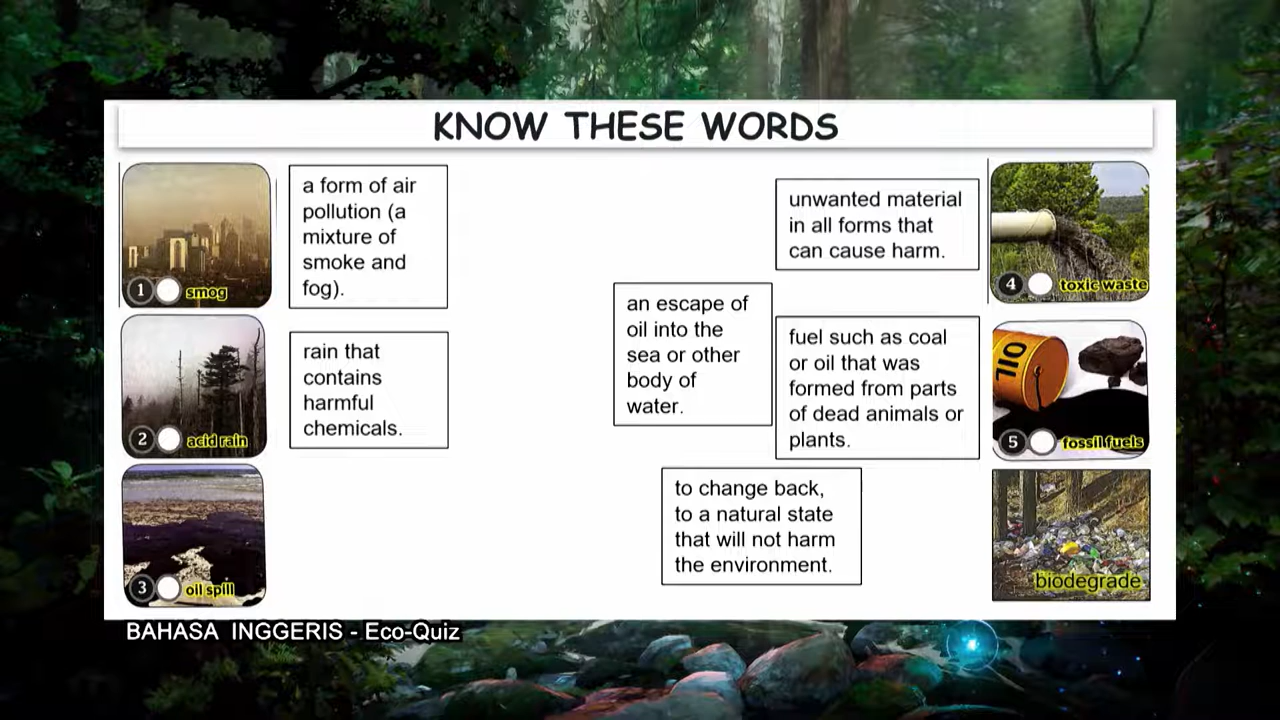 KNOW THESE WORDS
1 smog
a form of air
pollution (a
mixture of
smoke and
fog).
2 acid rain
rain that
contains
harmful
chemicals.
3 oil spill
an escape of
oil into the
sea or other
body of
water.
unwanted material
in all forms that
can cause harm.
4 toxic waste
fuel such as coal
or oil that was
formed from parts
of dead animals or
plants.
OIL
5 fossil fuels
to change back,
to a natural state
that will not harm
the environment.
biodegrade
BAHASA INGGERIS - Eco-Quiz